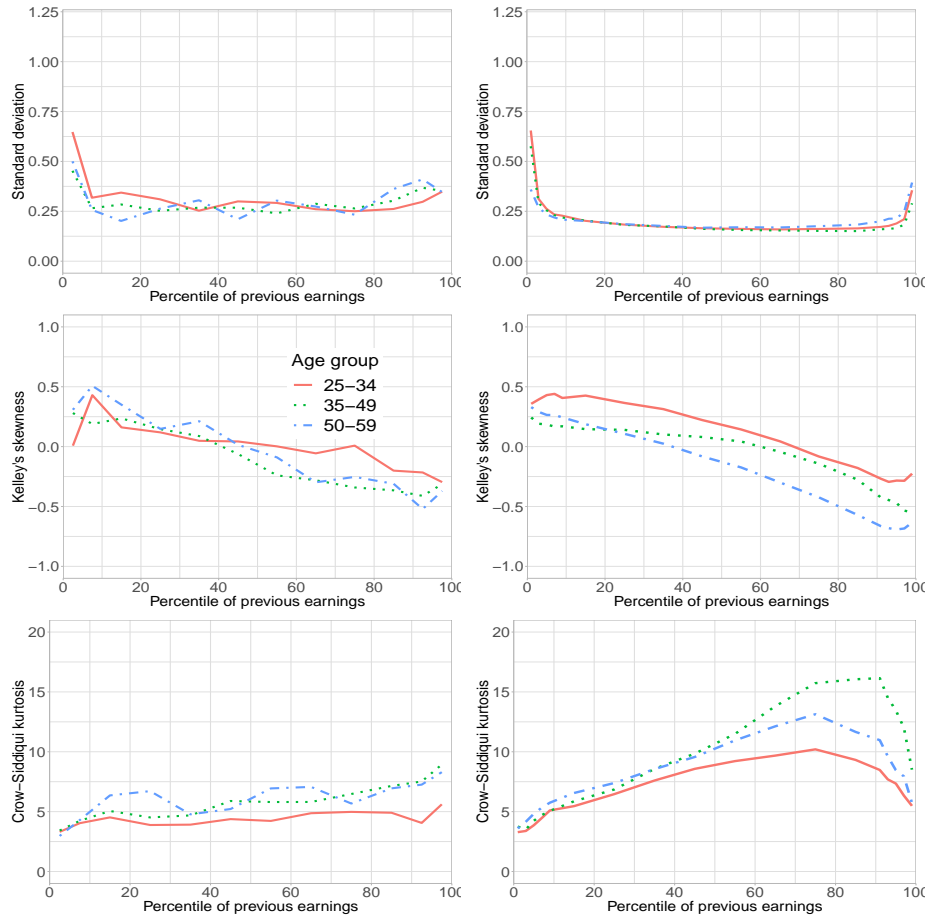 Standard deviation
1.25
1.00
0.75
0.50
0.25
0.00
0 20 40 60 80 100
Percentile of previous earnings
Standard deviation
1.25
1.00
0.75
0.50
0.25
0.00
0 20 40 60 80 100
Percentile of previous earnings
Kelley's skewness
1.0
0.5
0.0
−0.5
−1.0
Age group
25−34
35−49
50−59
0 20 40 60 80 100
Percentile of previous earnings
Kelley's skewness
1.0
0.5
0.0
−0.5
−1.0
0 20 40 60 80 100
Percentile of previous earnings
Crow−Siddiqui kurtosis
20
15
10
5
0
0 20 40 60 80 100
Percentile of previous earnings
Crow−Siddiqui kurtosis
20
15
10
5
0
0 20 40 60 80 100
Percentile of previous earnings